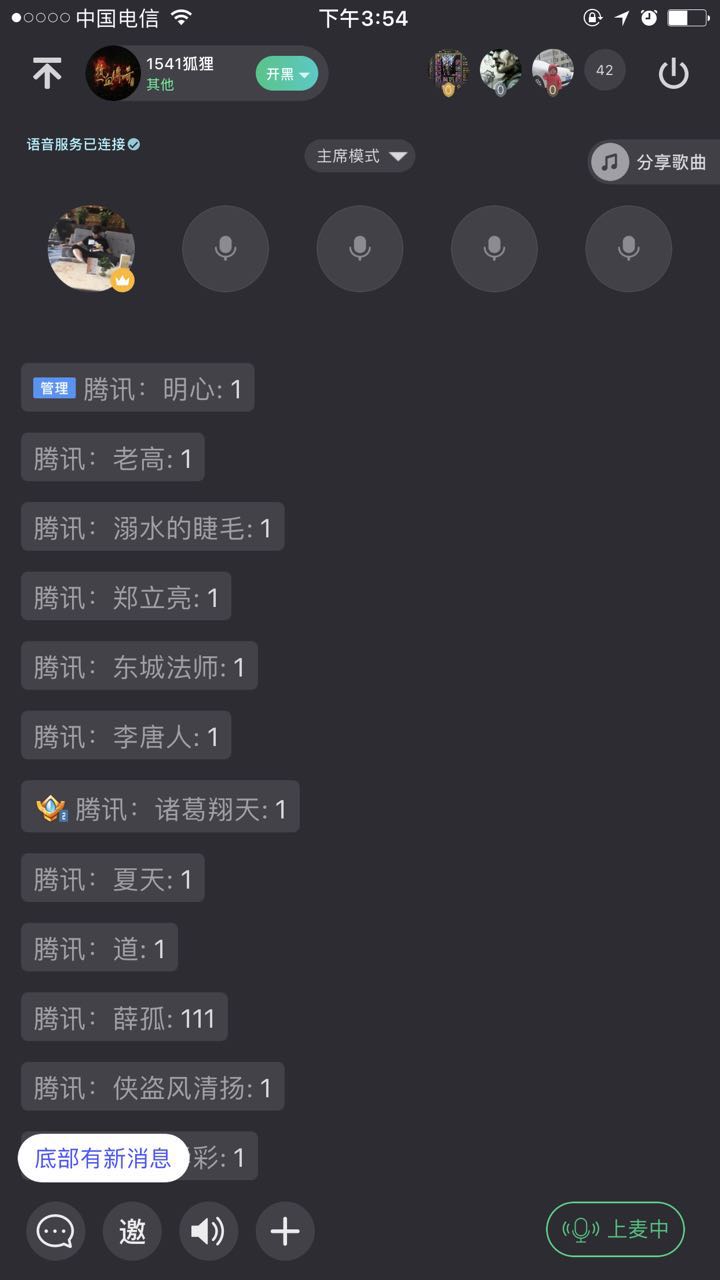 中国电信
下午3:54
1541狐狸
其他
开黑
0
0
0
42
语音服务已连接
主席模式
分享歌曲
管理 腾讯：明心: 1
腾讯：老高: 1
腾讯：溺水的睫毛: 1
腾讯：郑立亮: 1
腾讯：东城法师: 1
腾讯：李唐人: 1
2 腾讯：诸葛翔天: 1
腾讯：夏天: 1
腾讯：道: 1
腾讯：薛孤: 111
腾讯：侠盗风清扬: 1
底部有新消息
彩: 1
邀
上麦中